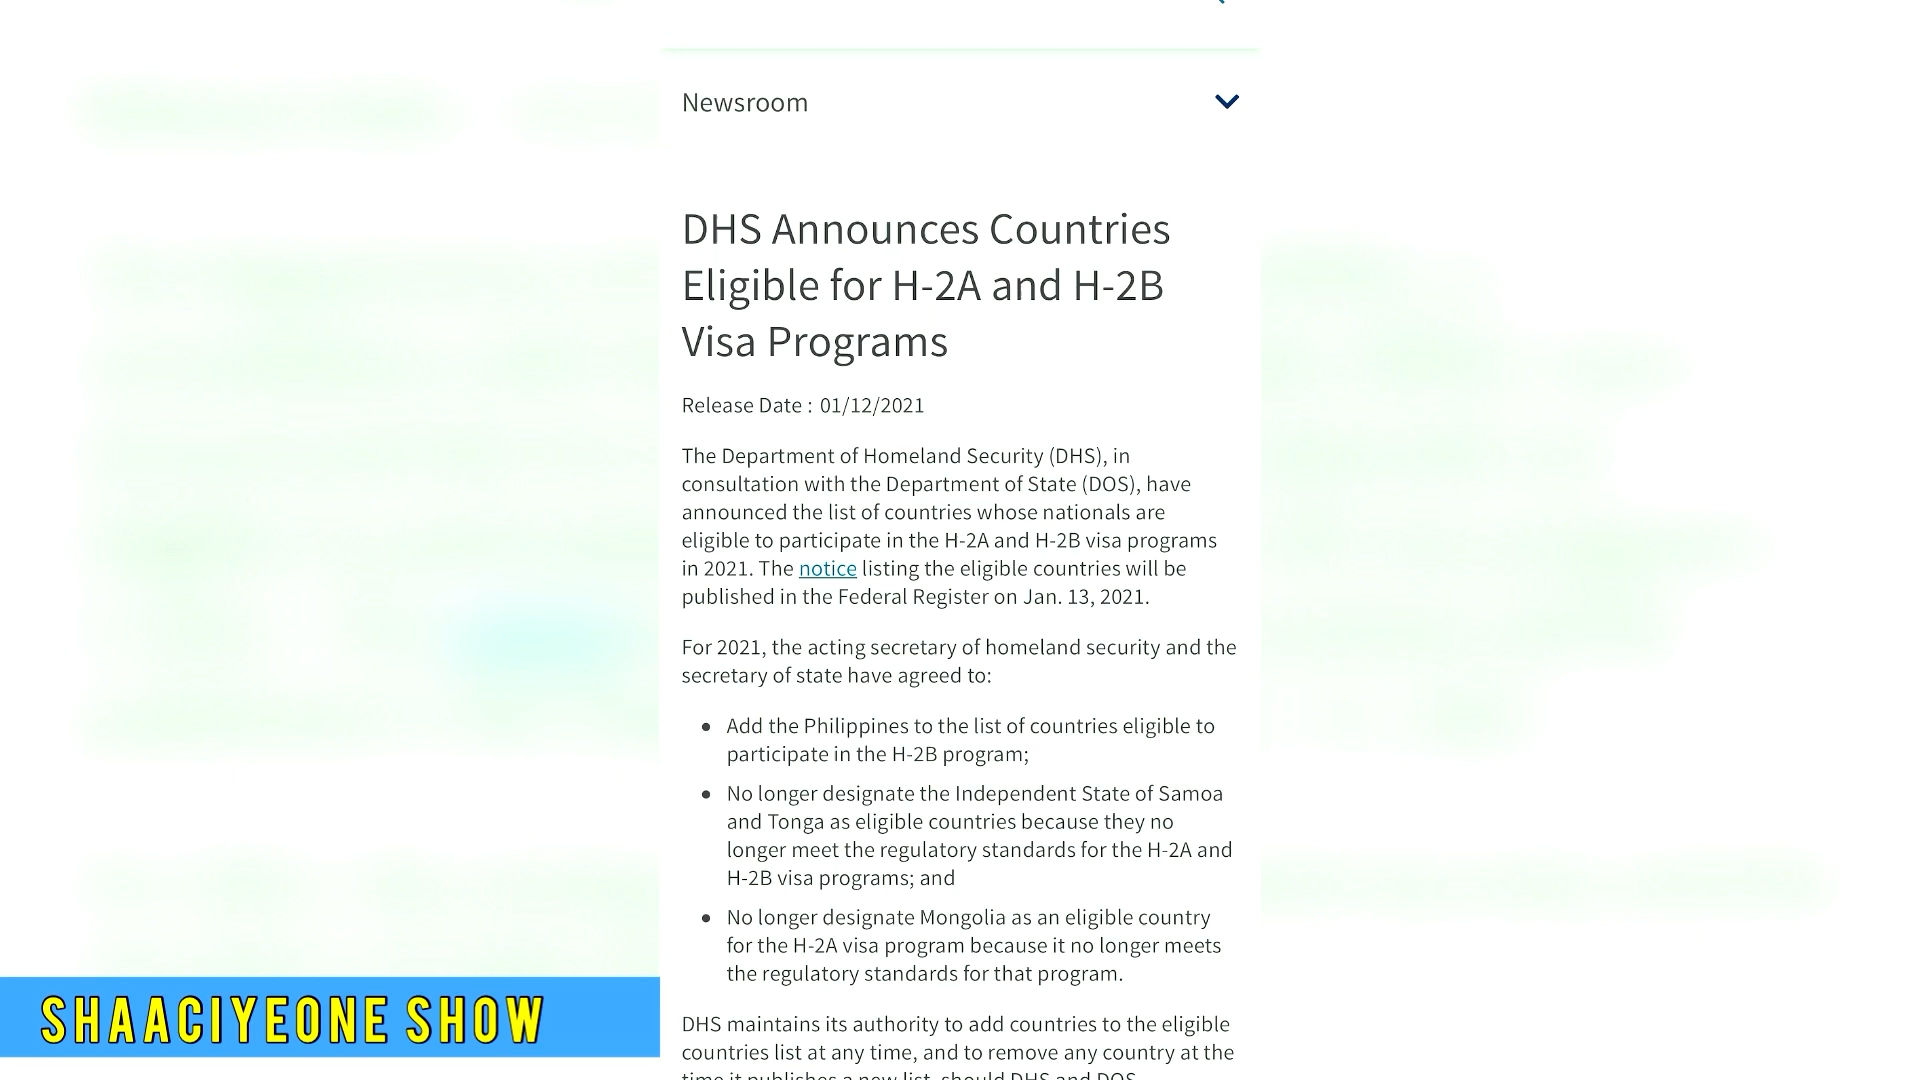 Newsroom
DHS Announces Countries
Eligible for H-2A and H-2B
Visa Programs
Release Date : 01/12/2021
The Department of Homeland Security (DHS), in
consultation with the Department of State (DOS), have
announced the list of countries whose nationals are
eligible to participate in the H-2A and H-2B visa programs
in 2021. The notice listing the eligible countries will be
published in the Federal Register on Jan. 13, 2021.
For 2021, the acting secretary of homeland security and the
secretary of state have agreed to:
• Add the Philippines to the list of countries eligible to
participate in the H-2B program;
• No longer designate the Independent State of Samoa
and Tonga as eligible countries because they no
longer meet the regulatory standards for the H-2A and
H-2B visa programs; and
• No longer designate Mongolia as an eligible country
for the H-2A visa program because it no longer meets
the regulatory standards for that program.
DHS maintains its authority to add countries to the eligible
countries list at any time, and to remove any country at the
time it publishes a new list, should DHS and DOS
SHAACIYEONE SHOW